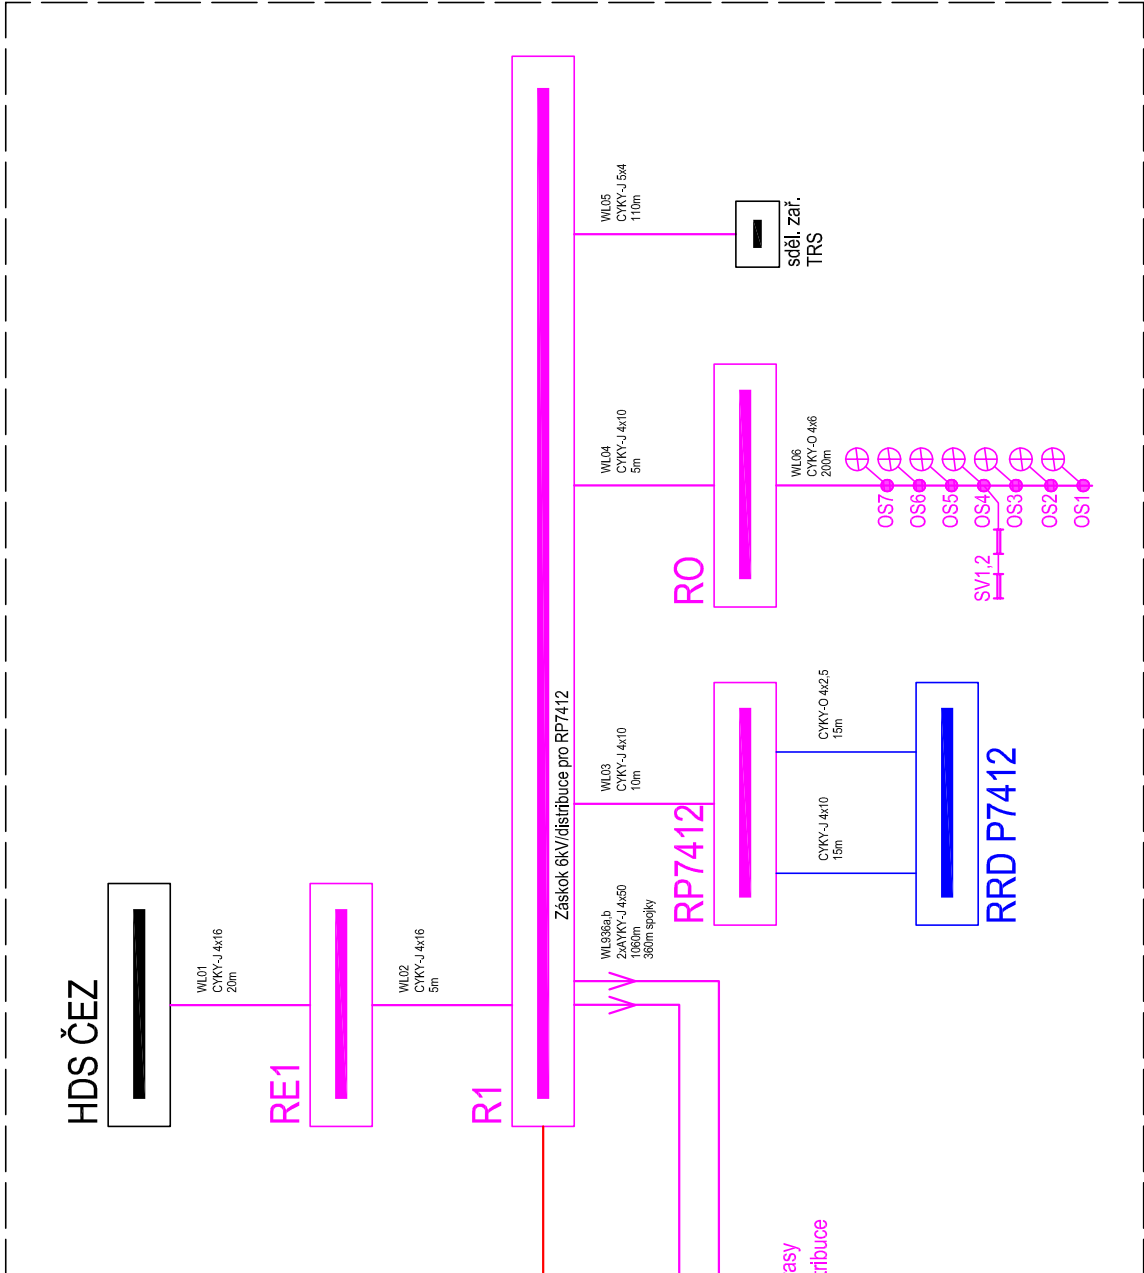 HDS ČEZ
WL01
CYKY-J 4x16
20m
RE1
WL02
CYKY-J 4x16
5m
R1
Záskok 6kV/distribuce pro RP7412
WL936a,b
2xAYKY-J 4x50
1060m
360m spojky
WL03
CYKY-J 4x10
10m
WL04
CYKY-J 4x10
5m
WL05
CYKY-J 5x4
110m
sděl. zař.
TRS
RP7412
CYKY-J 4x10
15m
CYKY-O 4x2,5
15m
RRD P7412
RO
WL06
CYKY-O 4x6
200m
OS7
OS6
OS5
OS4
OS3
OS2
OS1
SV1,2
asy
tribuce